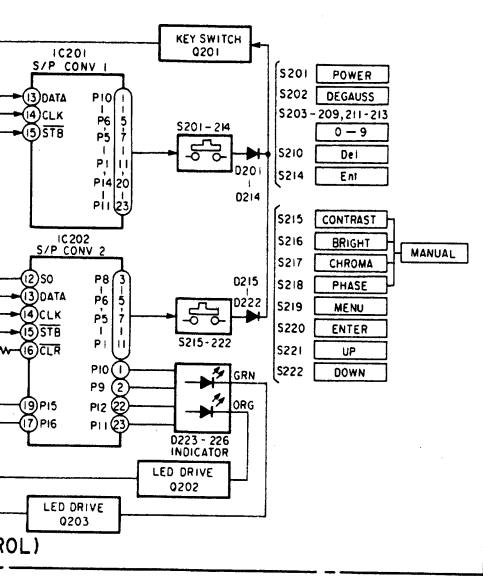 KEY SWITCH
Q201
IC201
S/P CONV 1
13 DATA
14 CLK
15 STB
P10 1
P6 5
P5 7
P1 11
P14 20
P11 23
S201-214
D201
D214
S201 POWER
S202 DEGAUSS
S203-209, 211-213
0-9
S210 Del
S214 Ent
IC202
S/P CONV 2
12 SO
13 DATA
14 CLK
15 STB
16 CLR
19 P15
17 P16
P8 3
P6 5
P5 7
P1 11
P10 1
P9 2
P12 22
P11 23
D215
D222
S215-222
GRN
ORG
D223-226
INDICATOR
S215 CONTRAST
S216 BRIGHT
S217 CHROMA
S218 PHASE
MANUAL
S219 MENU
S220 ENTER
S221 UP
S222 DOWN
LED DRIVE
Q202
LED DRIVE
Q203
ROL)